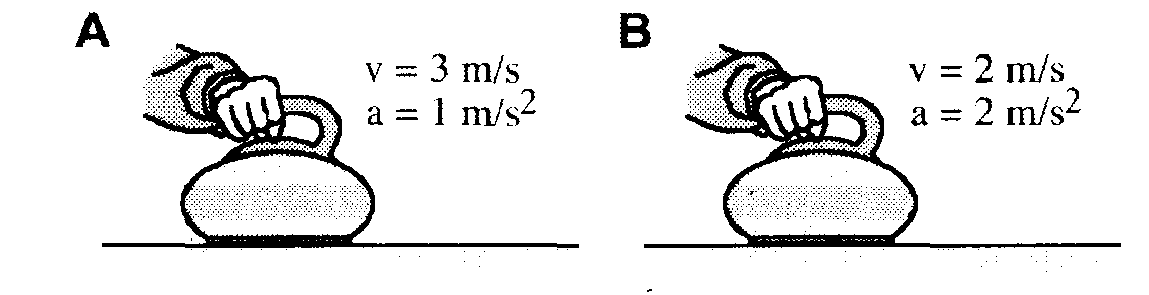 A
v = 3 m/s
a = 1 m/s²
B
v = 2 m/s
a = 2 m/s²